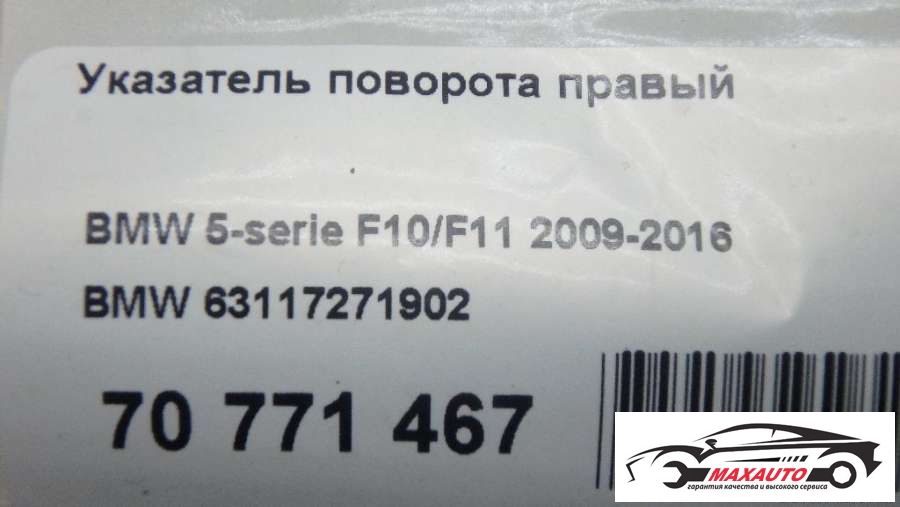 Указатель поворота правый
BMW 5-serie F10/F11 2009-2016
BMW 63117271902
70 771 467
MAXAUTO
гарантия качества и высокого сервиса